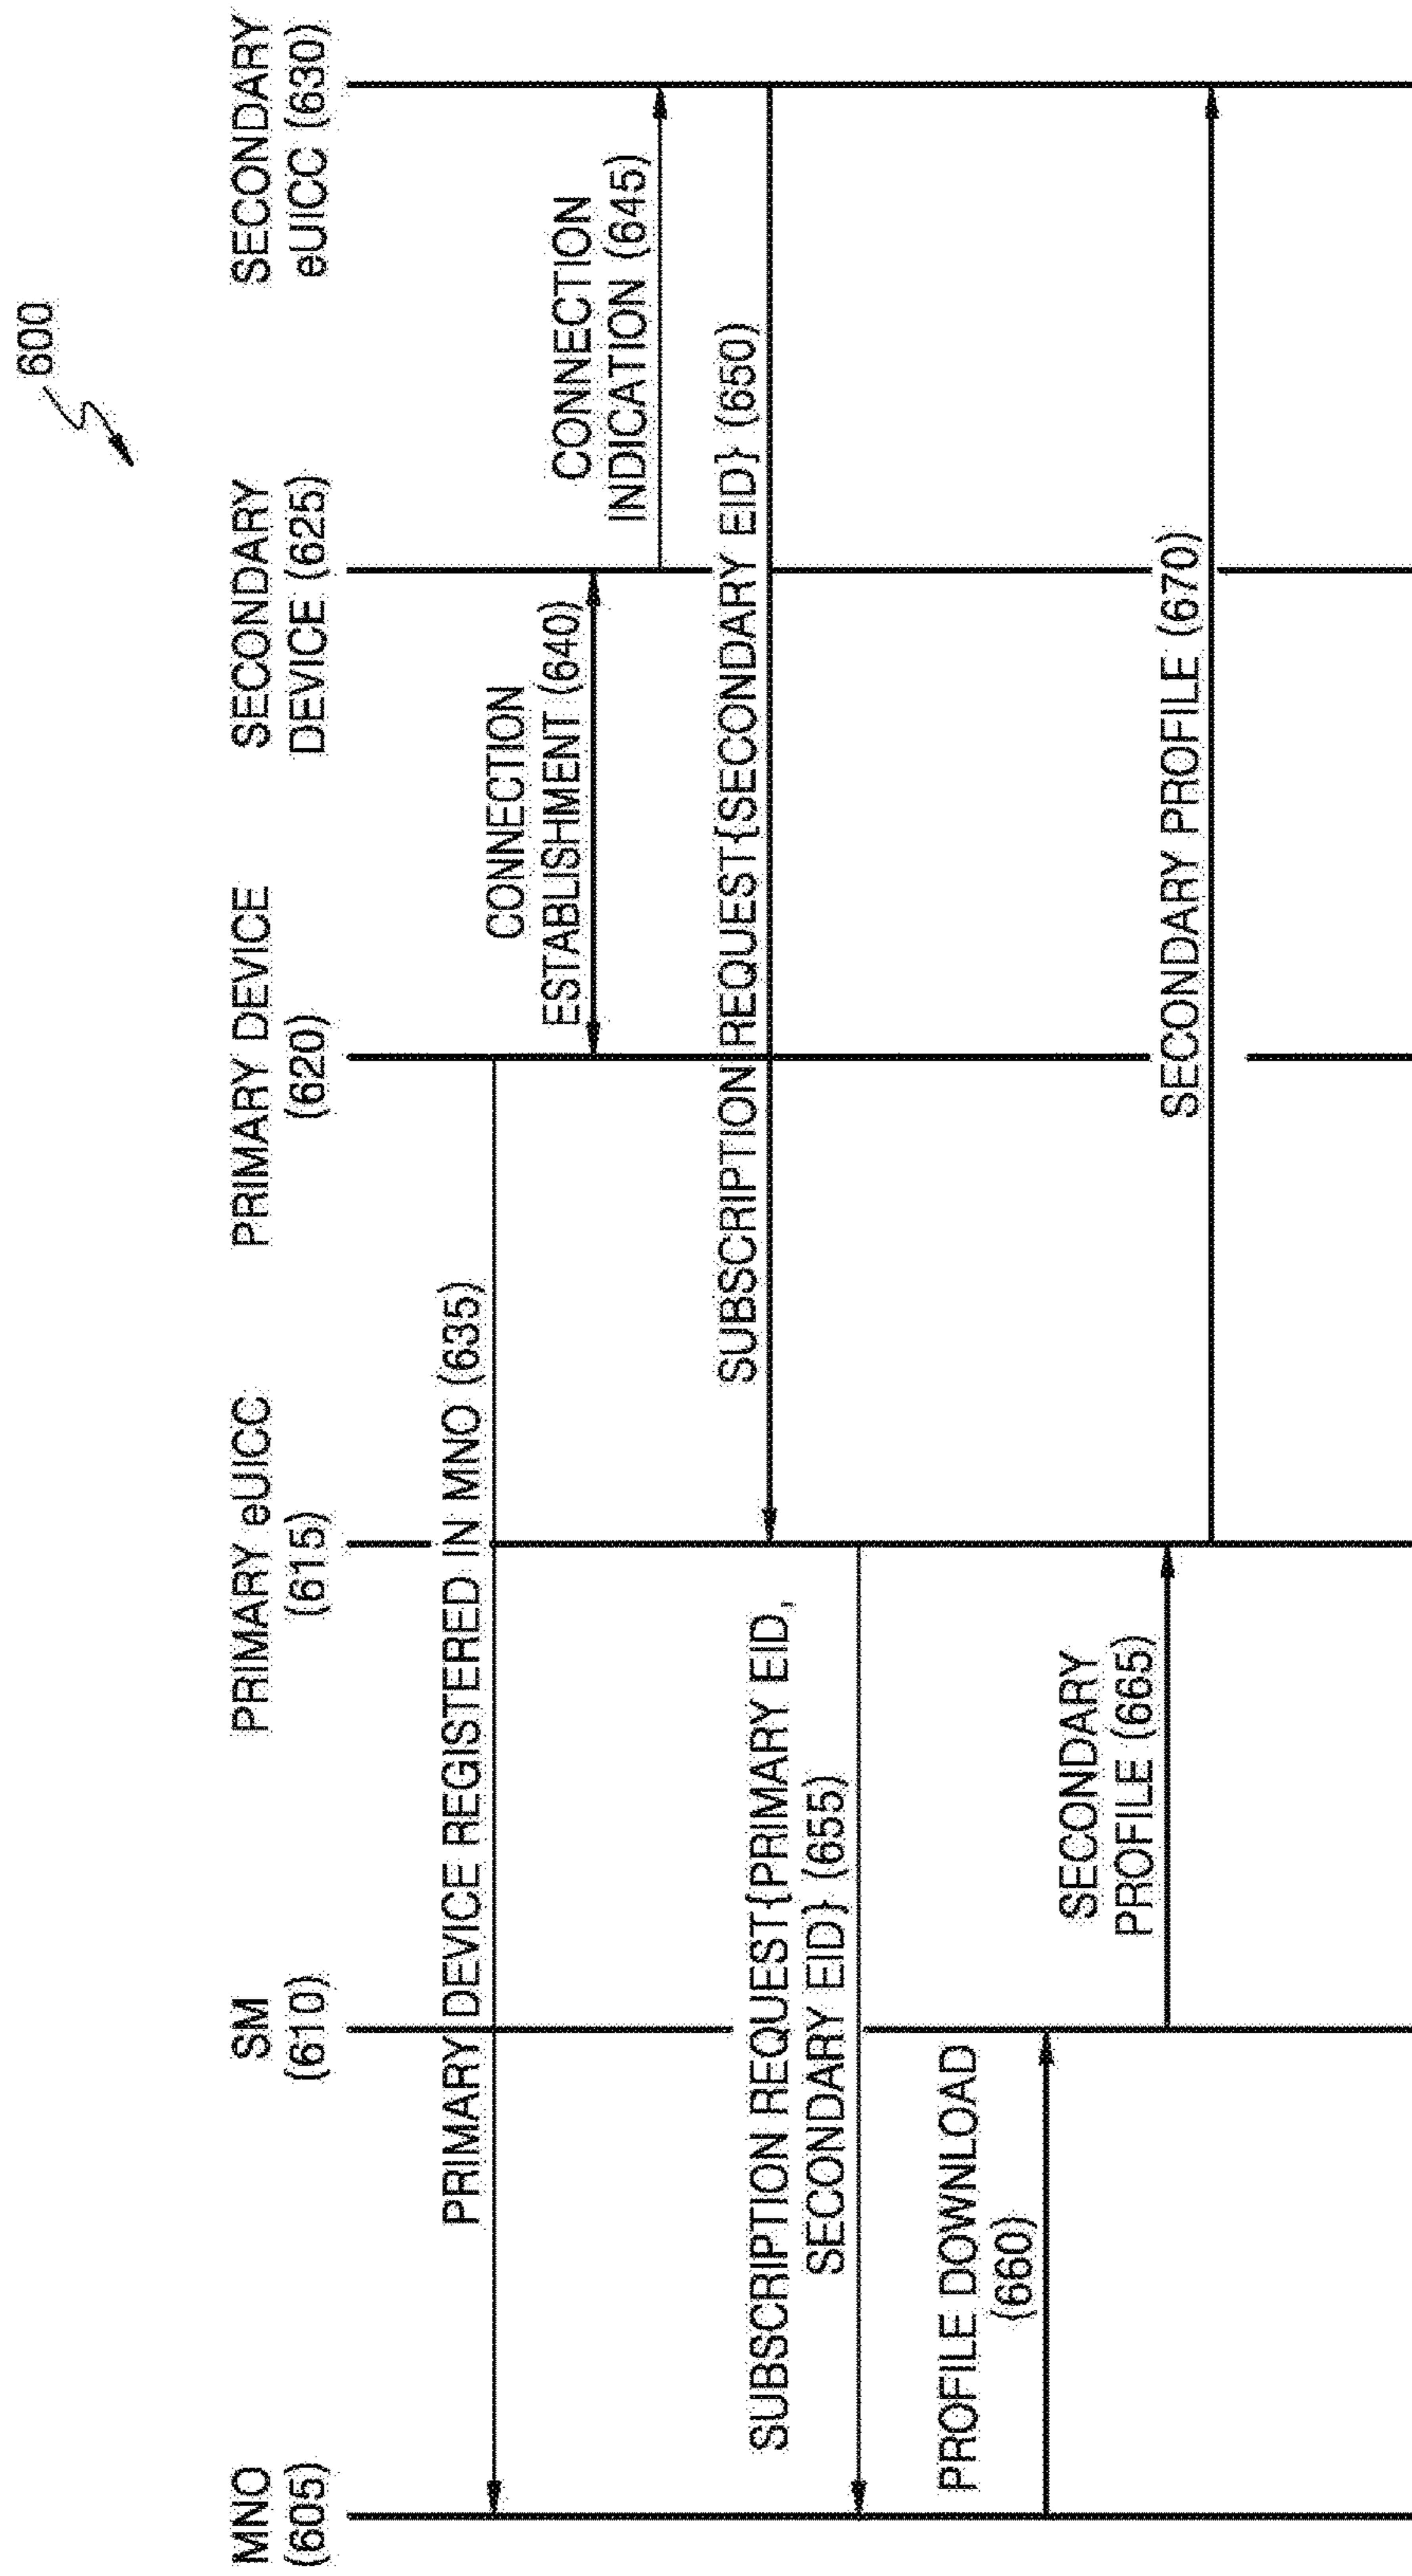 600
MNO
(605)
SM
(610)
PRIMARY eUICC
(615)
PRIMARY DEVICE
(620)
SECONDARY
DEVICE (625)
SECONDARY
eUICC (630)
PRIMARY DEVICE REGISTERED IN MNO (635)
CONNECTION
ESTABLISHMENT (640)
CONNECTION
INDICATION (645)
SUBSCRIPTION REQUEST{SECONDARY EID} (650)
SUBSCRIPTION REQUEST{PRIMARY EID,
SECONDARY EID} (655)
PROFILE DOWNLOAD
(660)
SECONDARY
PROFILE (665)
SECONDARY PROFILE (670)